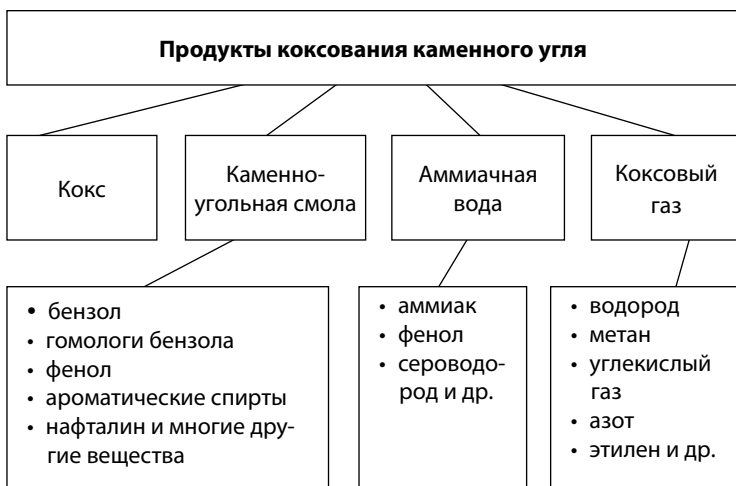 Продукты коксования каменного угля
Кокс
Каменно-
угольная смола
Аммиачная
вода
Коксовый
газ
• бензол
• гомологи бензола
• фенол
• ароматические спирты
• нафталин и многие дру-
гие вещества
• аммиак
• фенол
• сероводо-
род и др.
• водород
• метан
• углекислый
газ
• азот
• этилен и др.